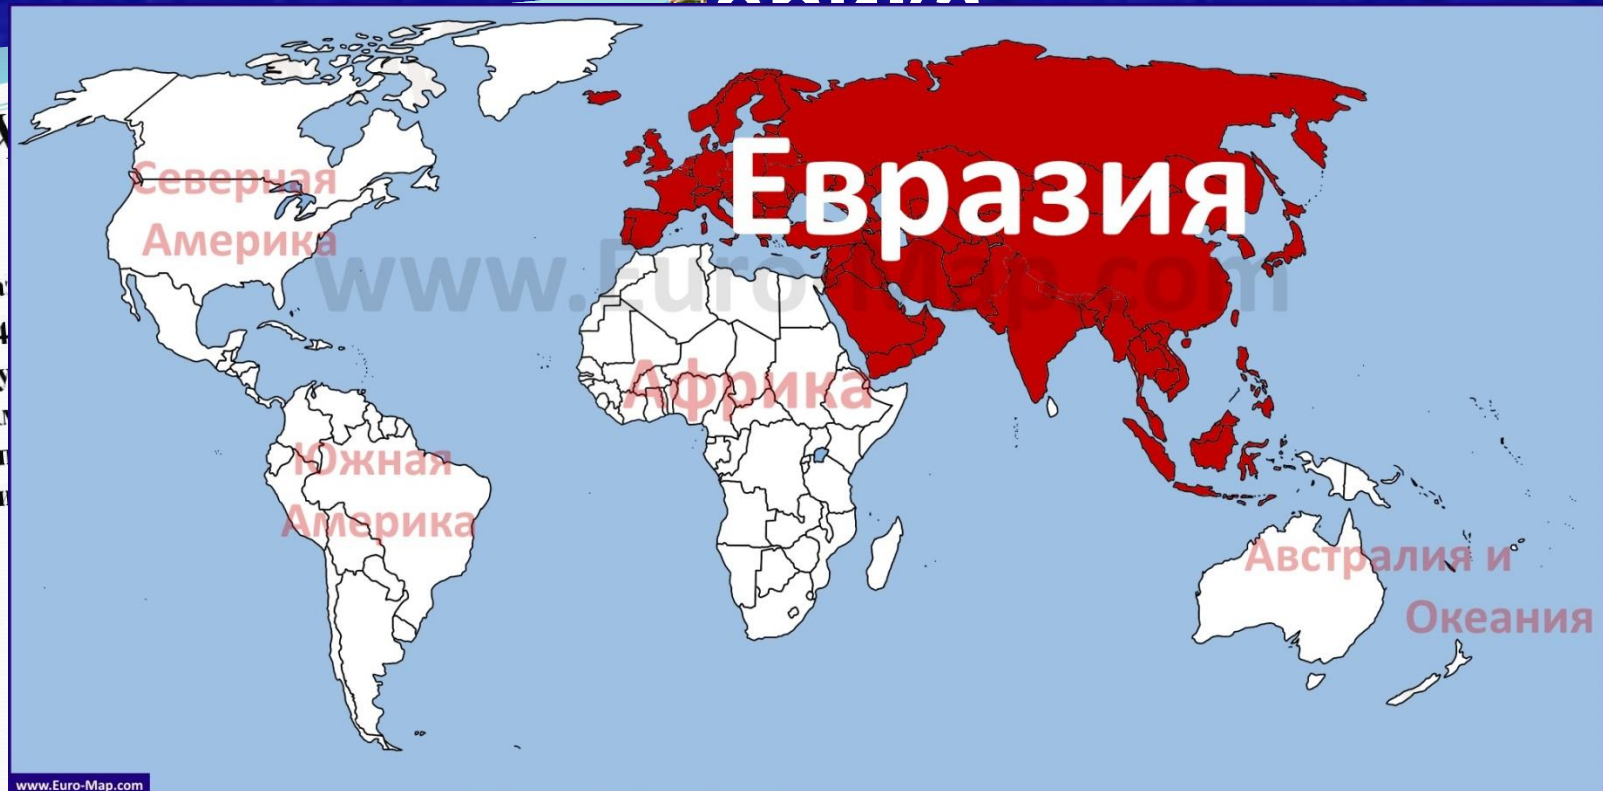 Евразия
Северная
Америка
www.Euro-Map.com
Африка
Южная
Америка
Австралия и
Океания
www.Euro-Map.com